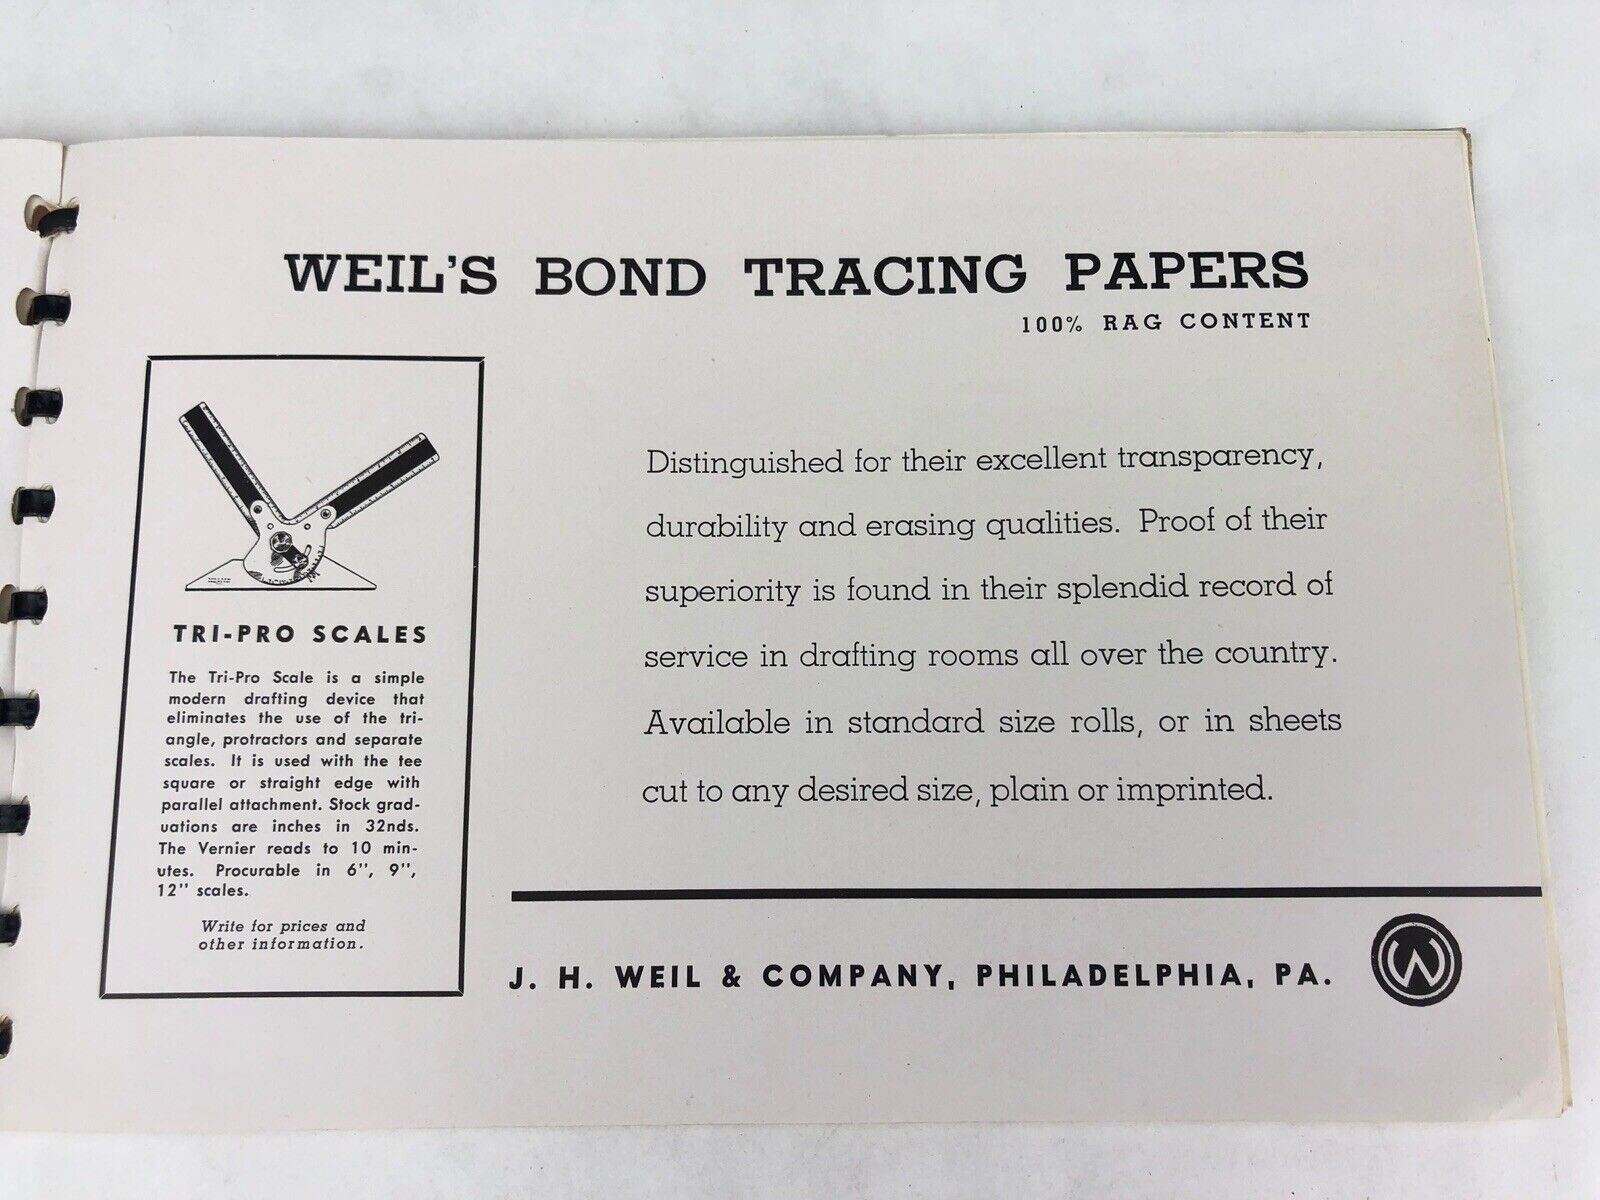 WEIL'S BOND TRACING PAPERS
100% RAG CONTENT
TRI-PRO SCALES
The Tri-Pro Scale is a simple
modern drafting device that
eliminates the use of the tri-
angle, protractors and separate
scales. It is used with the tee
square or straight edge with
parallel attachment. Stock grad-
uations are inches in 32nds.
The Vernier reads to 10 min-
utes. Procurable in 6'', 9'',
12'' scales.
Write for prices and
other information.
Distinguished for their excellent transparency,
durability and erasing qualities. Proof of their
superiority is found in their splendid record of
service in drafting rooms all over the country.
Available in standard size rolls, or in sheets
cut to any desired size, plain or imprinted.
J. H. WEIL & COMPANY, PHILADELPHIA, PA.
W